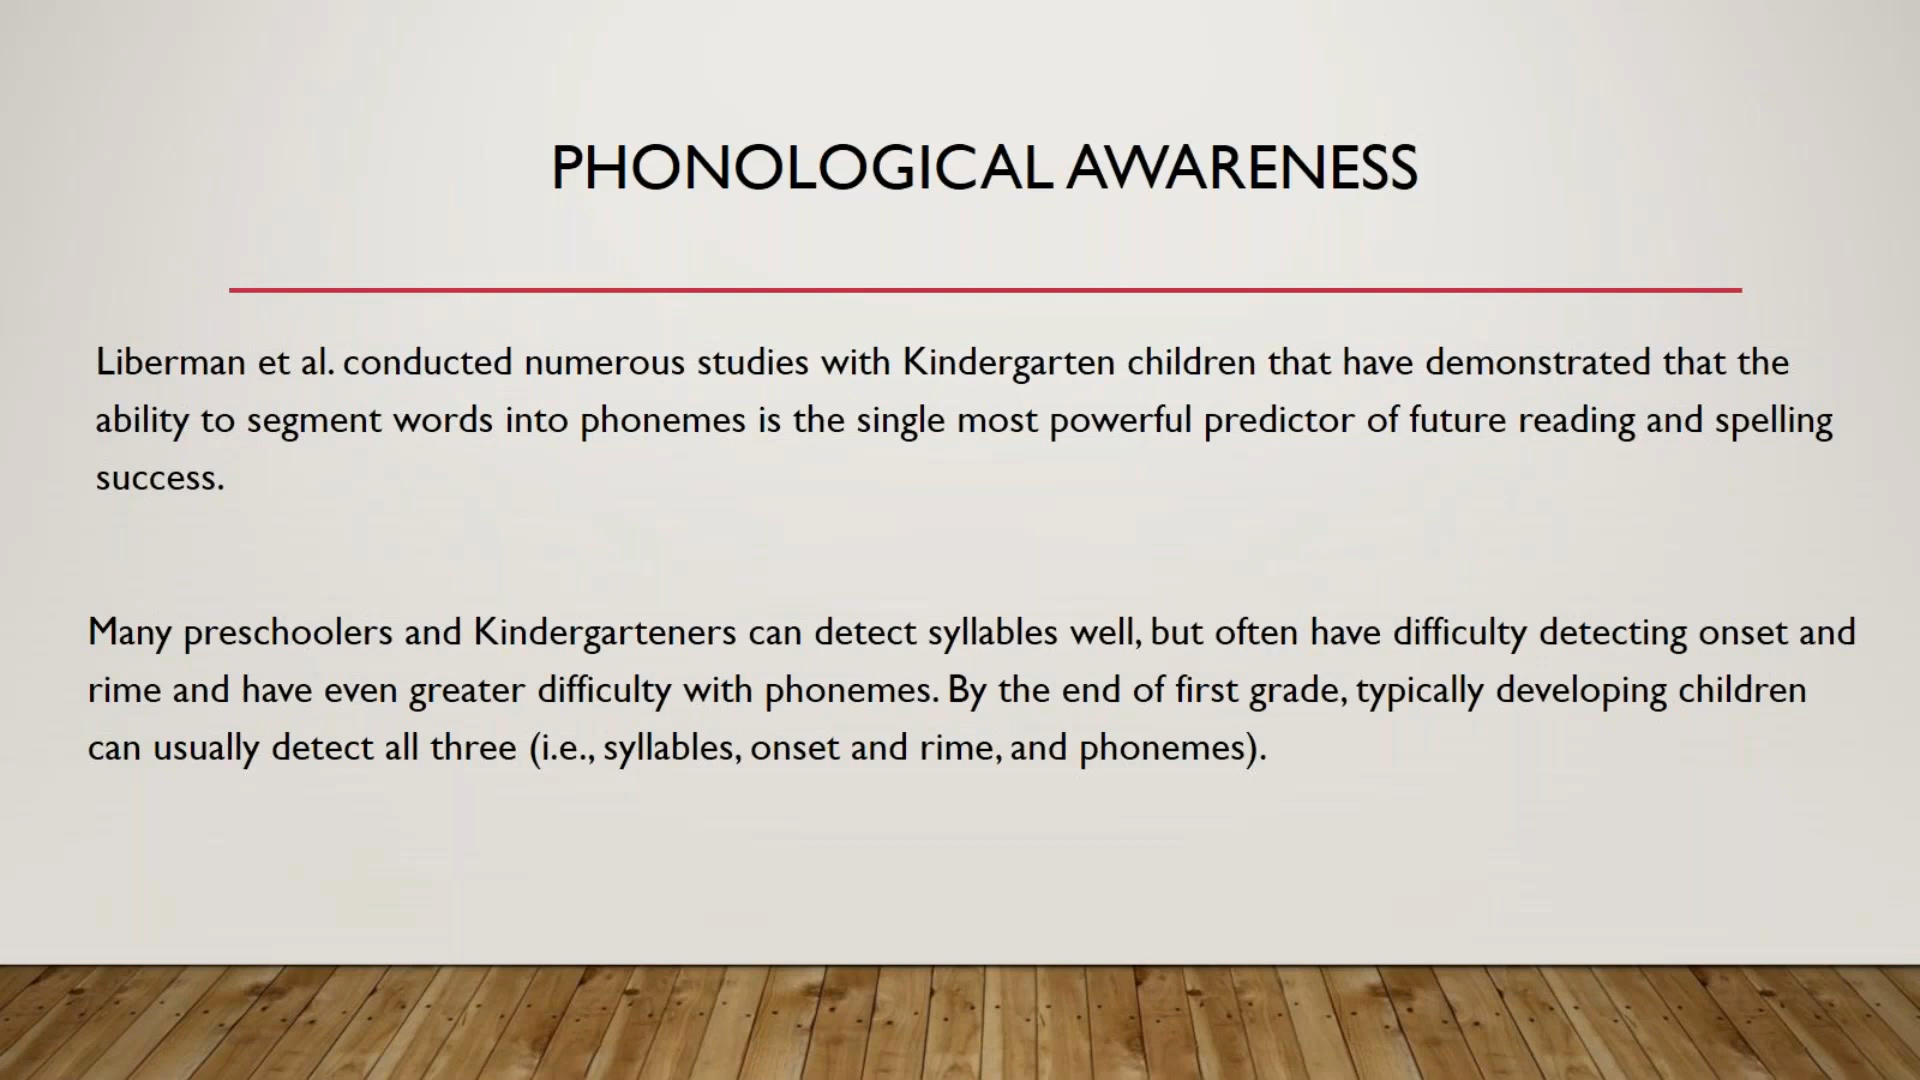 PHONOLOGICAL AWARENESS
Liberman et al. conducted numerous studies with Kindergarten children that have demonstrated that the
ability to segment words into phonemes is the single most powerful predictor of future reading and spelling
success.
Many preschoolers and Kindergarteners can detect syllables well, but often have difficulty detecting onset and
rime and have even greater difficulty with phonemes. By the end of first grade, typically developing children
can usually detect all three (i.e., syllables, onset and rime, and phonemes).